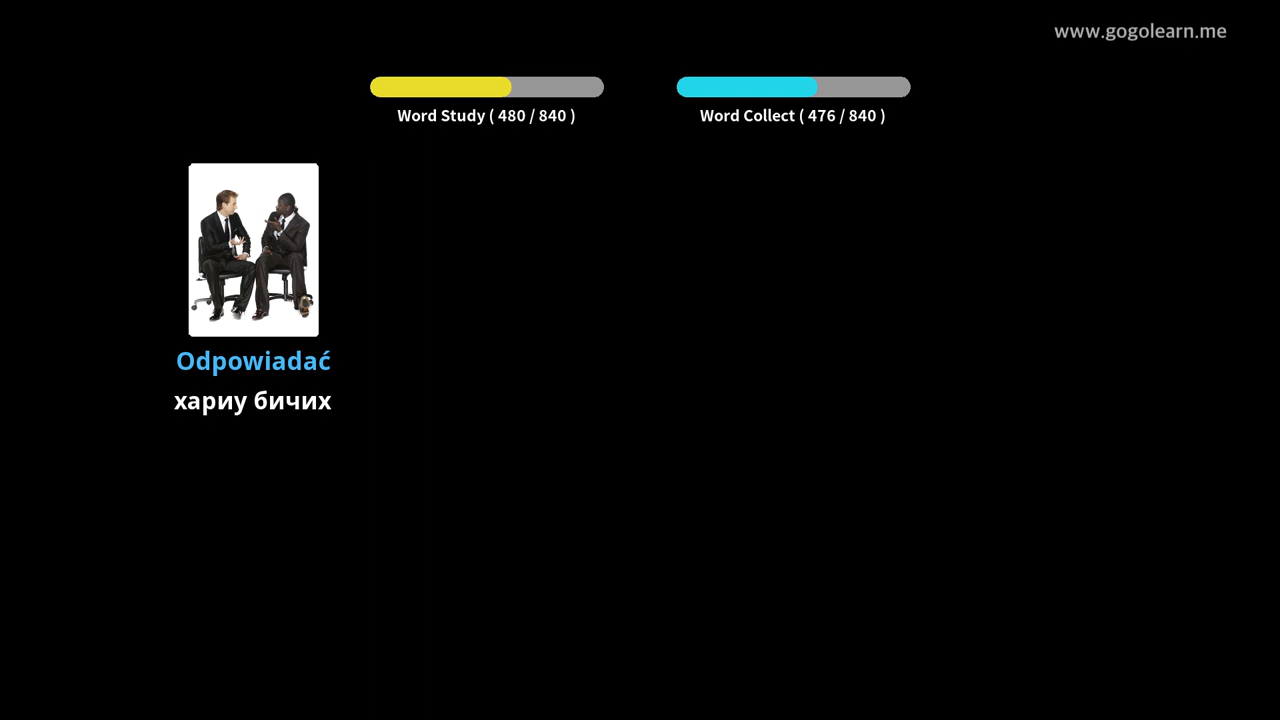 www.gogolearn.me
Word Study ( 480 / 840 )
Word Collect ( 476 / 840 )
Odpowiadać
хариу бичих